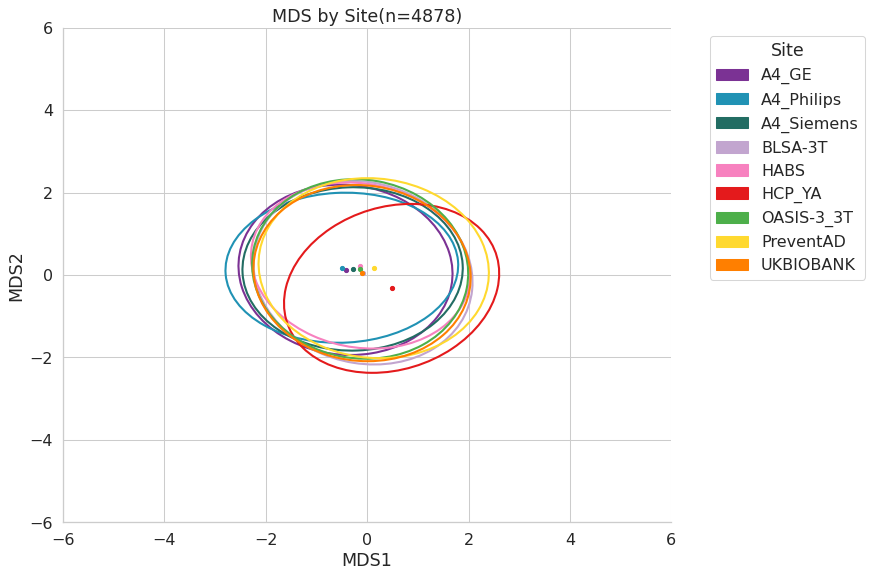 MDS by Site(n=4878)
6
4
2
0
−2
−4
−6
MDS2
−6 −4 −2 0 2 4 6
MDS1
Site
A4_GE
A4_Philips
A4_Siemens
BLSA-3T
HABS
HCP_YA
OASIS-3_3T
PreventAD
UKBIOBANK